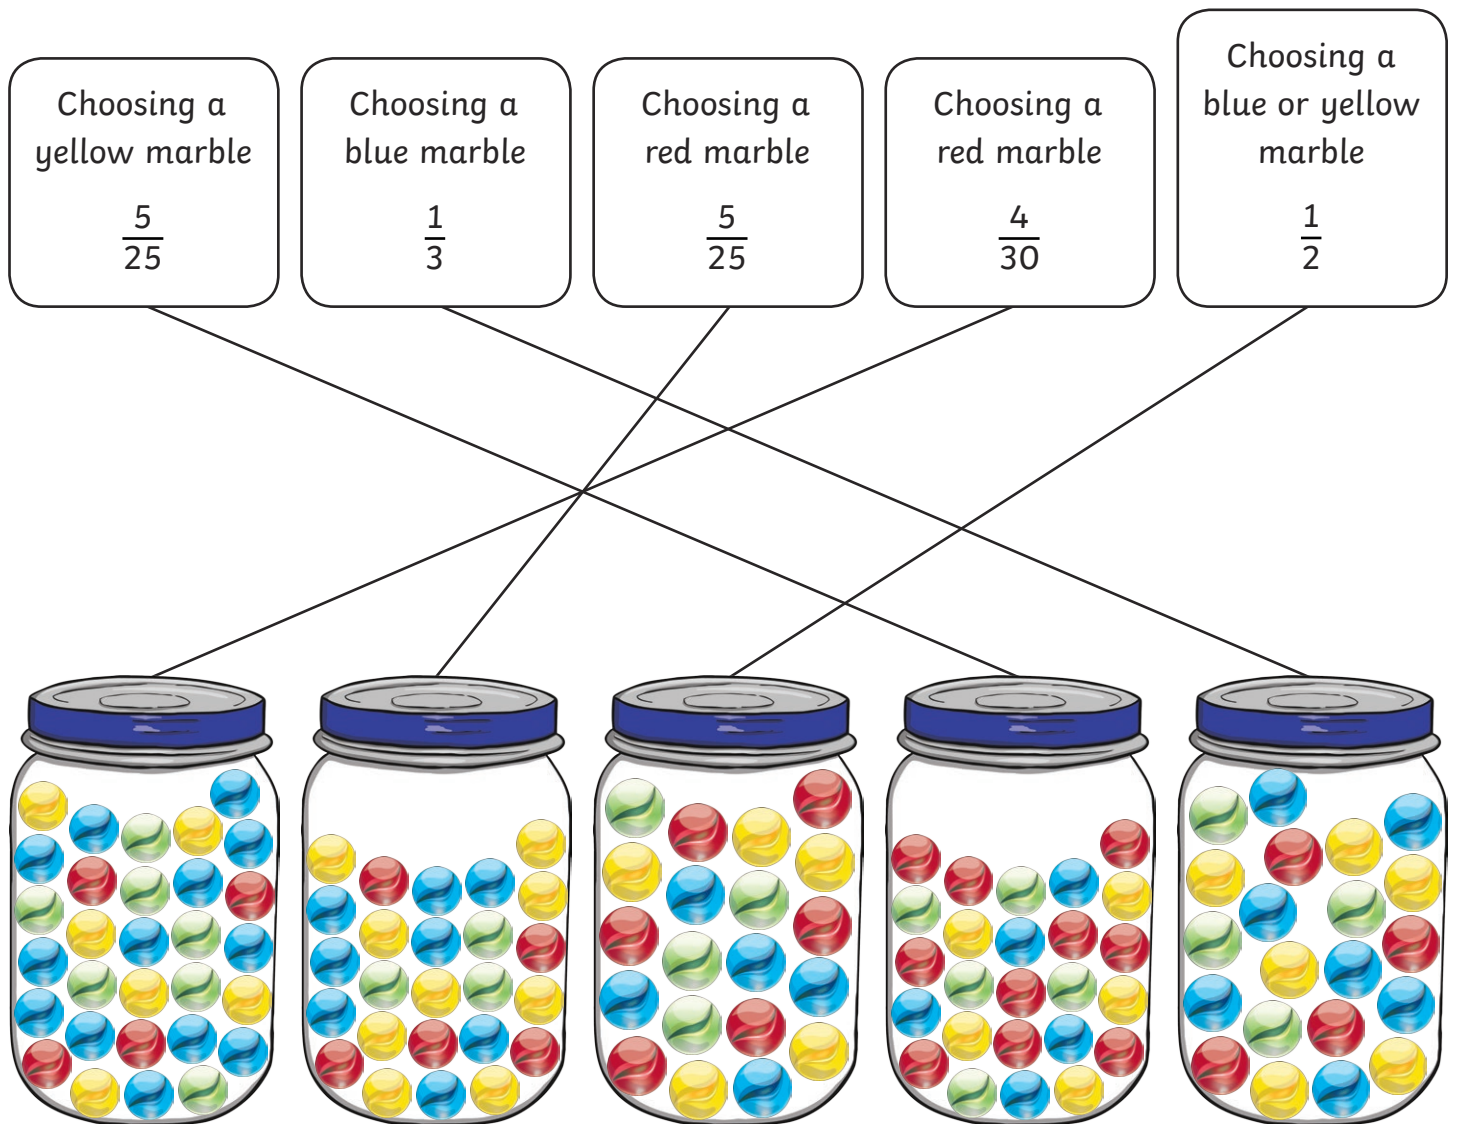 Choosing a
yellow marble
5
25
Choosing a
blue marble
1
3
Choosing a
red marble
5
25
Choosing a
red marble
4
30
Choosing a
blue or yellow
marble
1
2